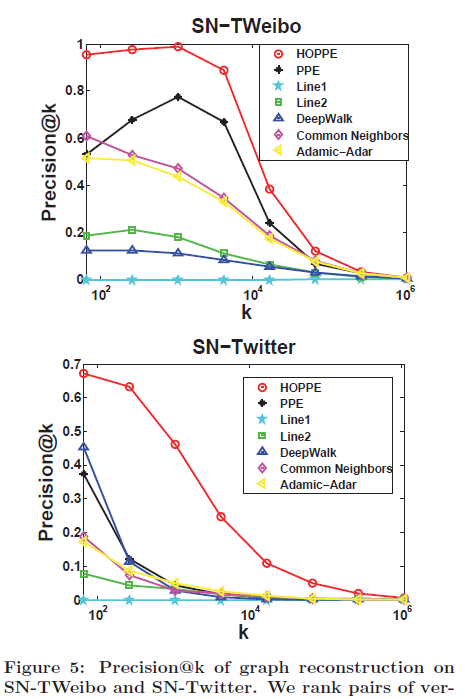 SN-TWeibo
1
0.8
0.6
0.4
0.2
0
Precision@k
HOPPE
PPE
Line1
Line2
DeepWalk
Common Neighbors
Adamic-Adar
10^2
10^4
10^6
k
SN-Twitter
0.7
0.6
0.5
0.4
0.3
0.2
0.1
0
Precision@k
HOPPE
PPE
Line1
Line2
DeepWalk
Common Neighbors
Adamic-Adar
10^2
10^4
10^6
k
Figure 5: Precision@k of graph reconstruction on
SN-TWeibo and SN-Twitter. We rank pairs of ver-